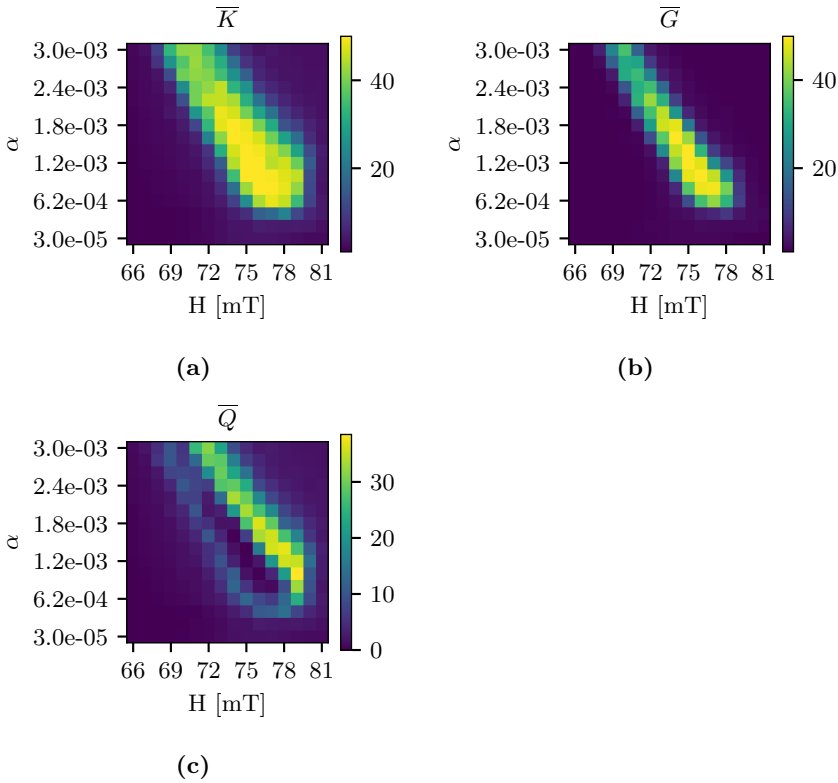 K
3.0e-03
2.4e-03
1.8e-03
1.2e-03
6.2e-04
3.0e-05
α
66 69 72 75 78 81
H [mT]
40
20
(a)
G
3.0e-03
2.4e-03
1.8e-03
1.2e-03
6.2e-04
3.0e-05
α
66 69 72 75 78 81
H [mT]
40
20
(b)
Q
3.0e-03
2.4e-03
1.8e-03
1.2e-03
6.2e-04
3.0e-05
α
66 69 72 75 78 81
H [mT]
30
20
10
0
(c)